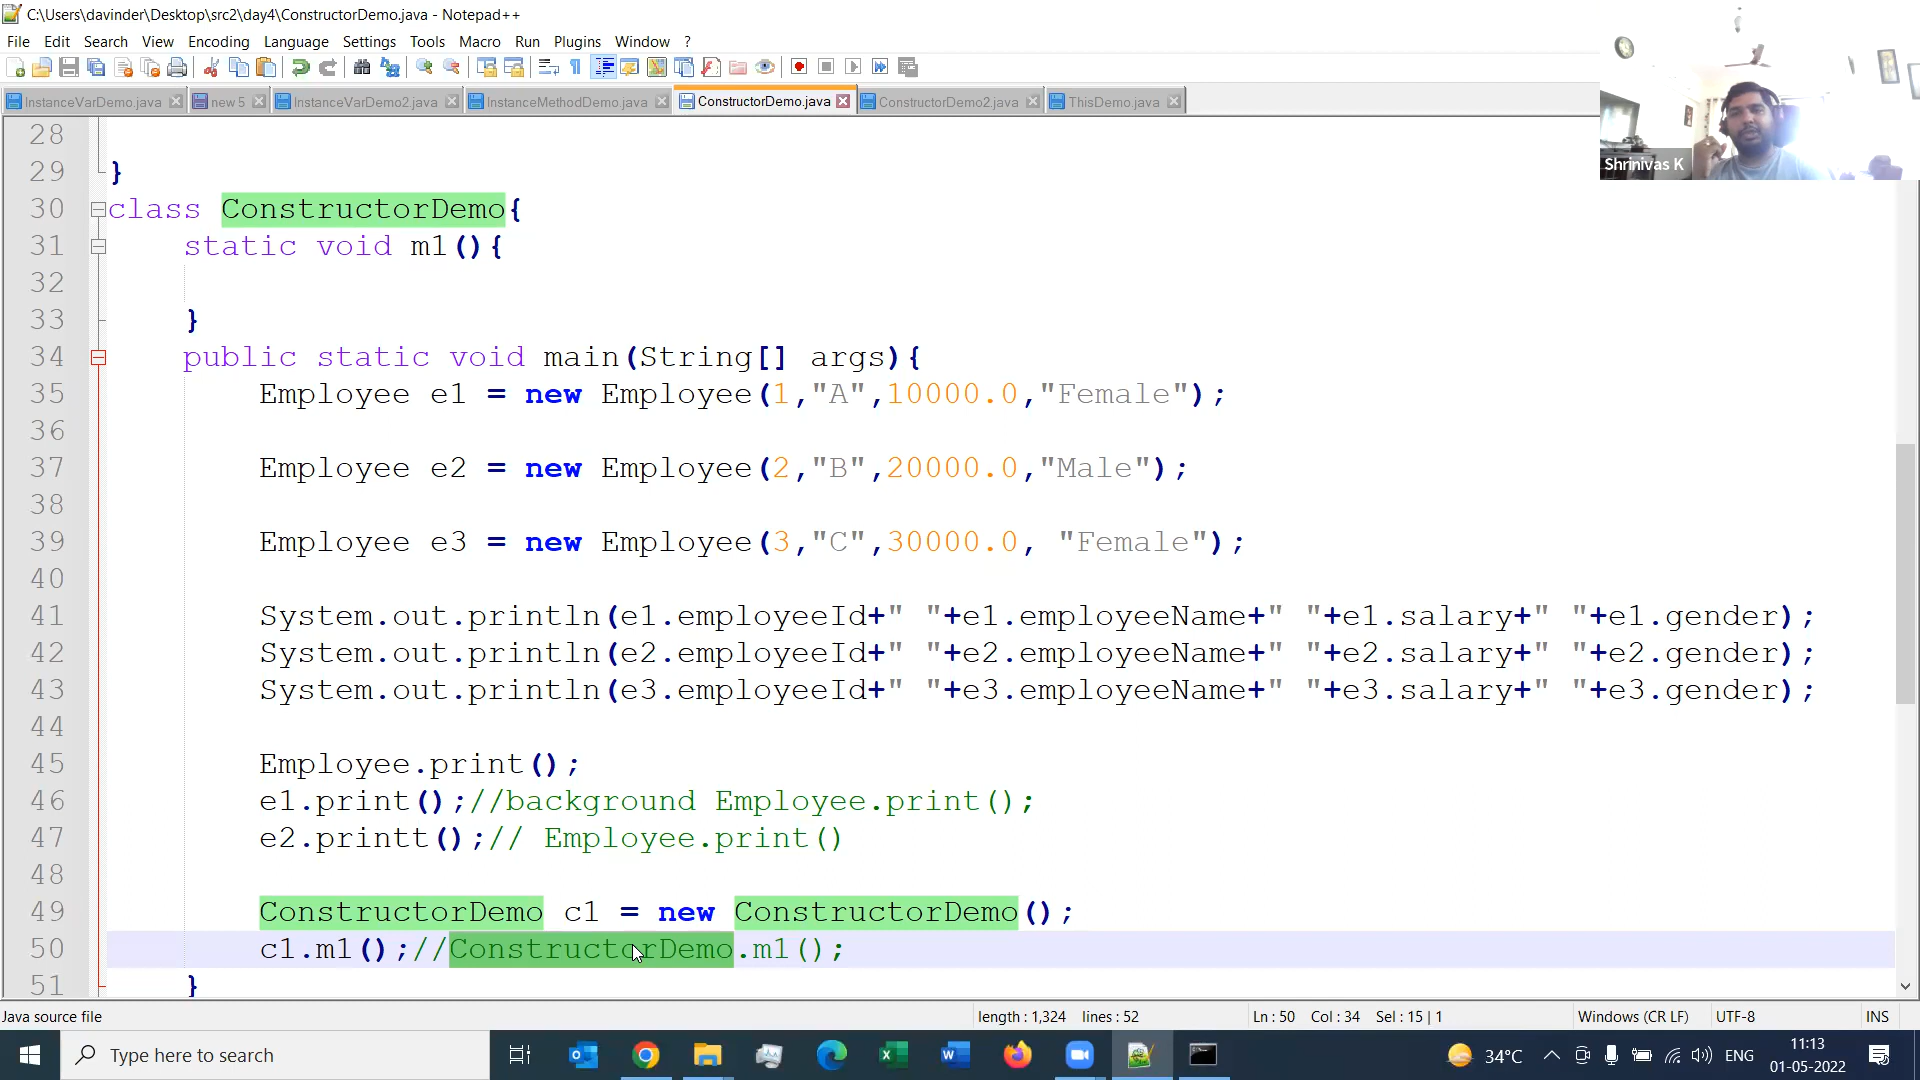 C:\Users\davinder\Desktop\src2\day4\ConstructorDemo.java - Notepad++
File Edit Search View Encoding Language Settings Tools Macro Run Plugins Window ?
InstanceVarDemo.java new 5 InstanceVarDemo2.java InstanceMethodDemo.java ConstructorDemo.java ConstructorDemo2.java ThisDemo.java
Shrinivas K
28
29 }
30 class ConstructorDemo{
31 static void m1(){
32
33 }
34 public static void main(String[] args){
35 Employee e1 = new Employee(1,"A",10000.0,"Female");
36
37 Employee e2 = new Employee(2,"B",20000.0,"Male");
38
39 Employee e3 = new Employee(3,"C",30000.0, "Female");
40
41 System.out.println(e1.employeeId+" "+e1.employeeName+" "+e1.salary+" "+e1.gender);
42 System.out.println(e2.employeeId+" "+e2.employeeName+" "+e2.salary+" "+e2.gender);
43 System.out.println(e3.employeeId+" "+e3.employeeName+" "+e3.salary+" "+e3.gender);
44
45 Employee.print();
46 e1.print();//background Employee.print();
47 e2.printt();// Employee.print()
48
49 ConstructorDemo c1 = new ConstructorDemo();
50 c1.m1();//ConstructorDemo.m1();
51 }
Java source file length : 1,324 lines : 52 Ln : 50 Col : 34 Sel : 15 | 1 Windows (CR LF) UTF-8 INS
Type here to search 34°C ENG 11:13
01-05-2022